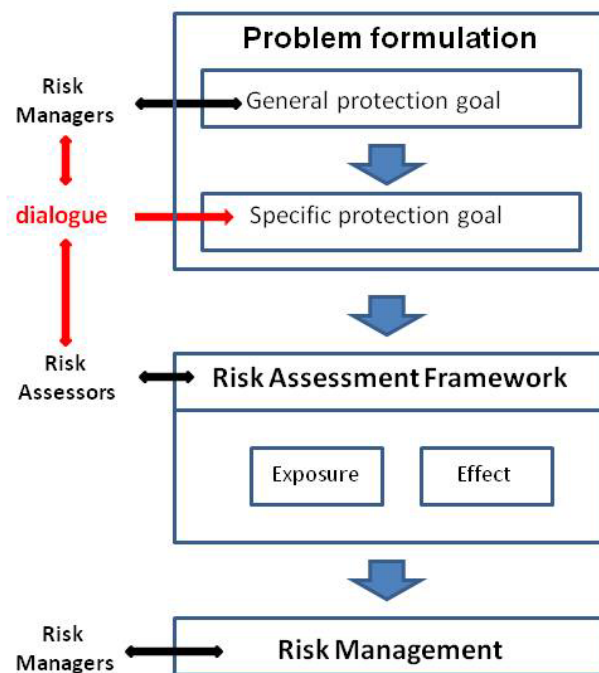 Problem formulation
Risk
Managers
General protection goal
dialogue
Specific protection goal
Risk
Assessors
Risk Assessment Framework
Exposure
Effect
Risk
Managers
Risk Management